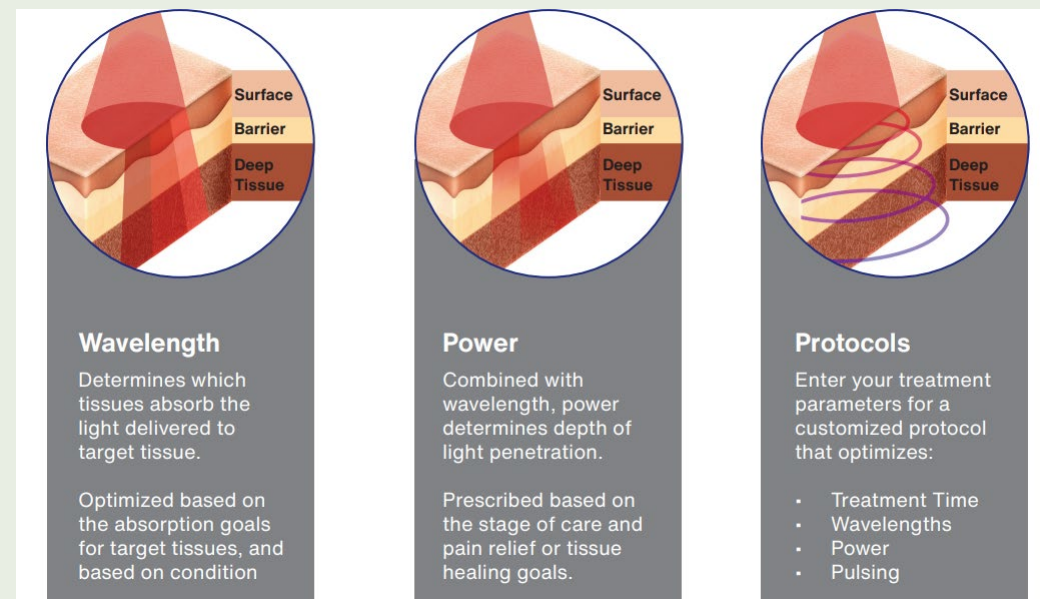 Surface
Barrier
Deep
Tissue
Wavelength
Determines which
tissues absorb the
light delivered to
target tissue.
Optimized based on
the absorption goals
for target tissues, and
based on condition
Surface
Barrier
Deep
Tissue
Power
Combined with
wavelength, power
determines depth of
light penetration.
Prescribed based on
the stage of care and
pain relief or tissue
healing goals.
Surface
Barrier
Deep
Tissue
Protocols
Enter your treatment
parameters for a
customized protocol
that optimizes:
· Treatment Time
· Wavelengths
· Power
· Pulsing